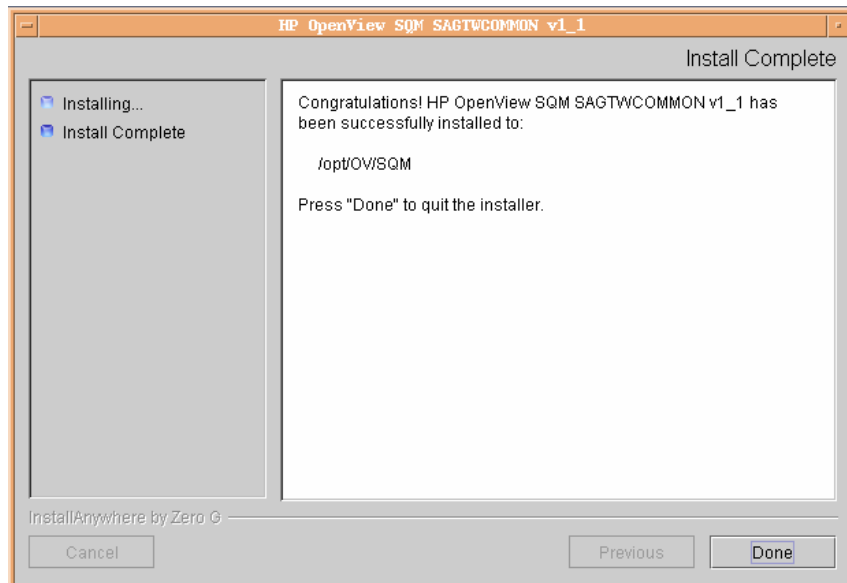 HP OpenView SQM SAGTWCOMMON v1_1
Install Complete
Installing...
Install Complete
Congratulations! HP OpenView SQM SAGTWCOMMON v1_1 has
been successfully installed to:
/opt/OV/SQM
Press "Done" to quit the installer.
InstallAnywhere by Zero G
Cancel
Previous
Done